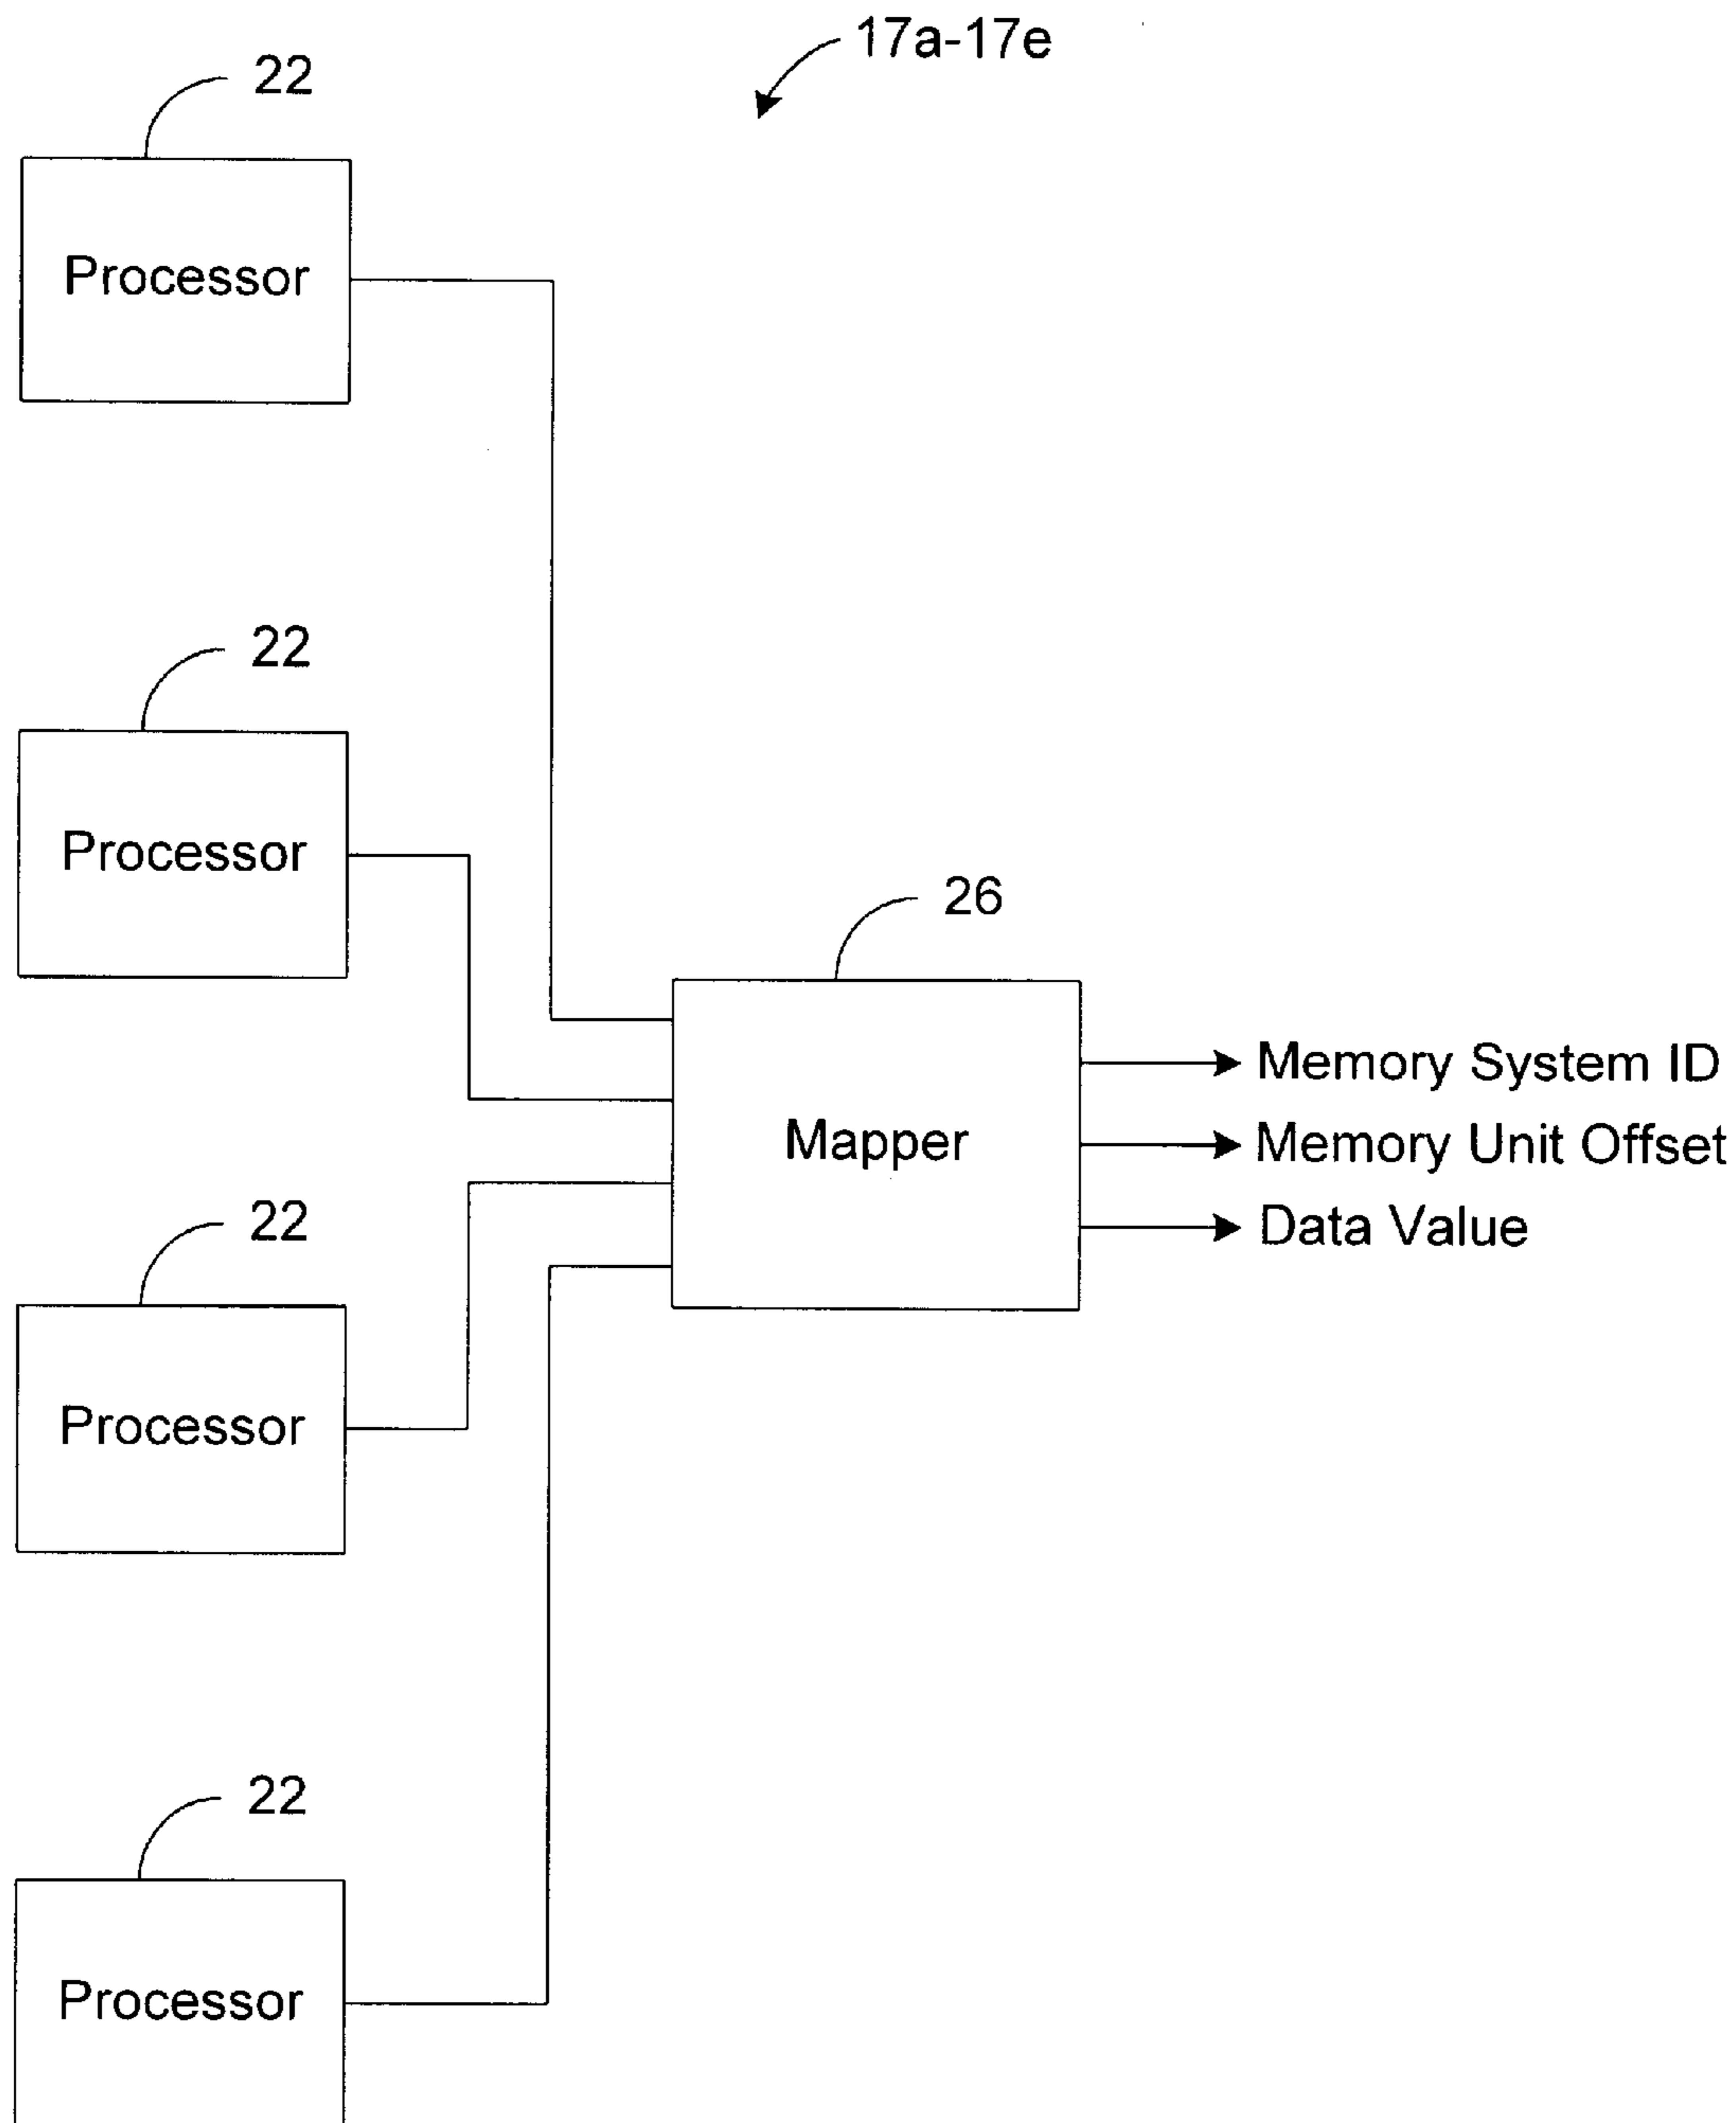 17a-17e
22
Processor
22
Processor
26
Mapper
Memory System ID
Memory Unit Offset
Data Value
22
Processor
22
Processor